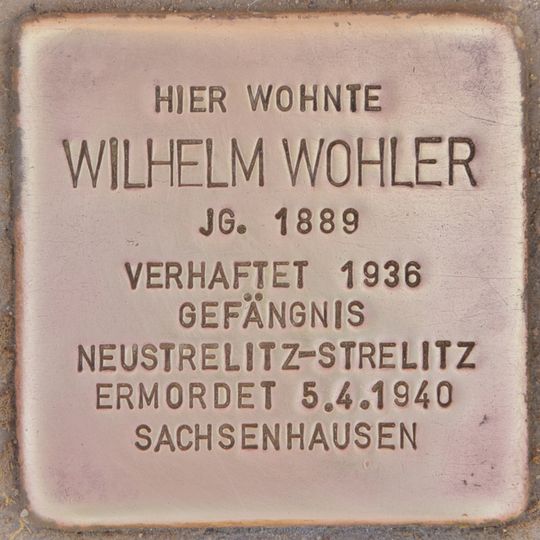 HIER WOHNTE
WILHELM WOHLER
JG. 1889
VERHAFTET 1936
GEFÄNGNIS
NEUSTRELITZ-STRELITZ
ERMORDET 5.4.1940
SACHSENHAUSEN